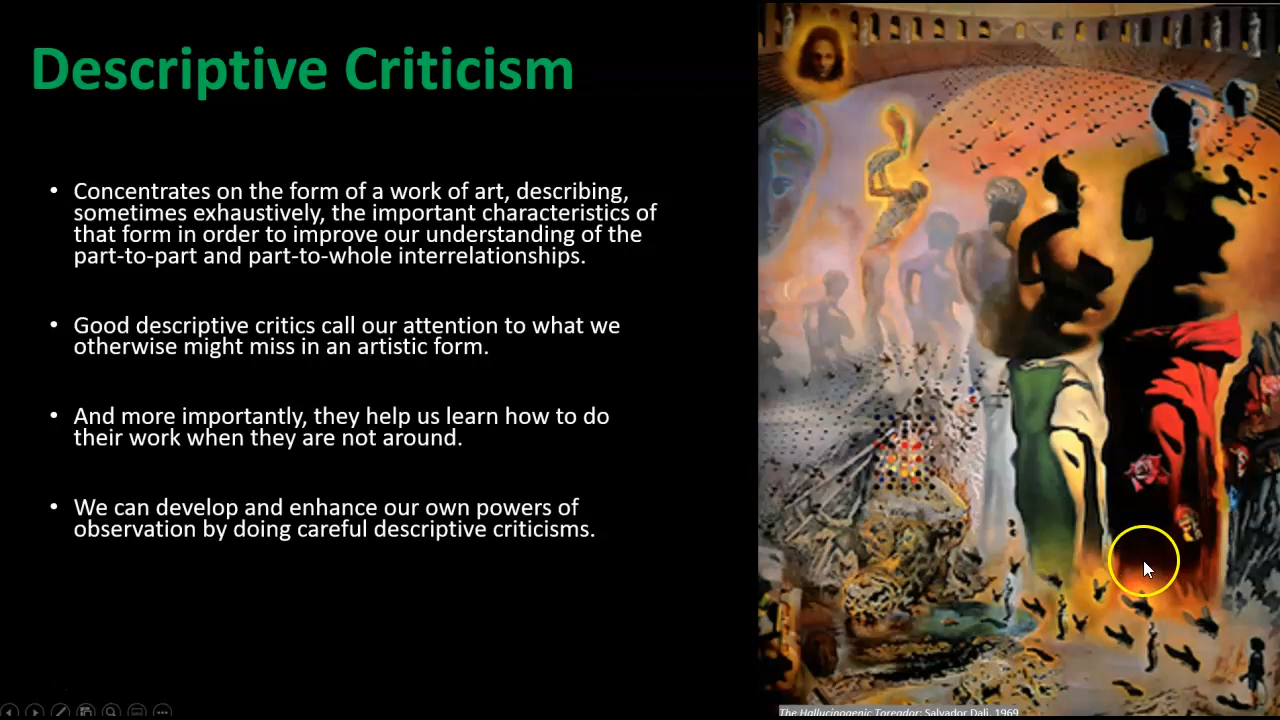 Descriptive Criticism
• Concentrates on the form of a work of art, describing,
sometimes exhaustively, the important characteristics of
that form in order to improve our understanding of the
part-to-part and part-to-whole interrelationships.
• Good descriptive critics call our attention to what we
otherwise might miss in an artistic form.
• And more importantly, they help us learn how to do
their work when they are not around.
• We can develop and enhance our own powers of
observation by doing careful descriptive criticisms.
The Hallucinogenic Toreador: Salvador Dali, 1969